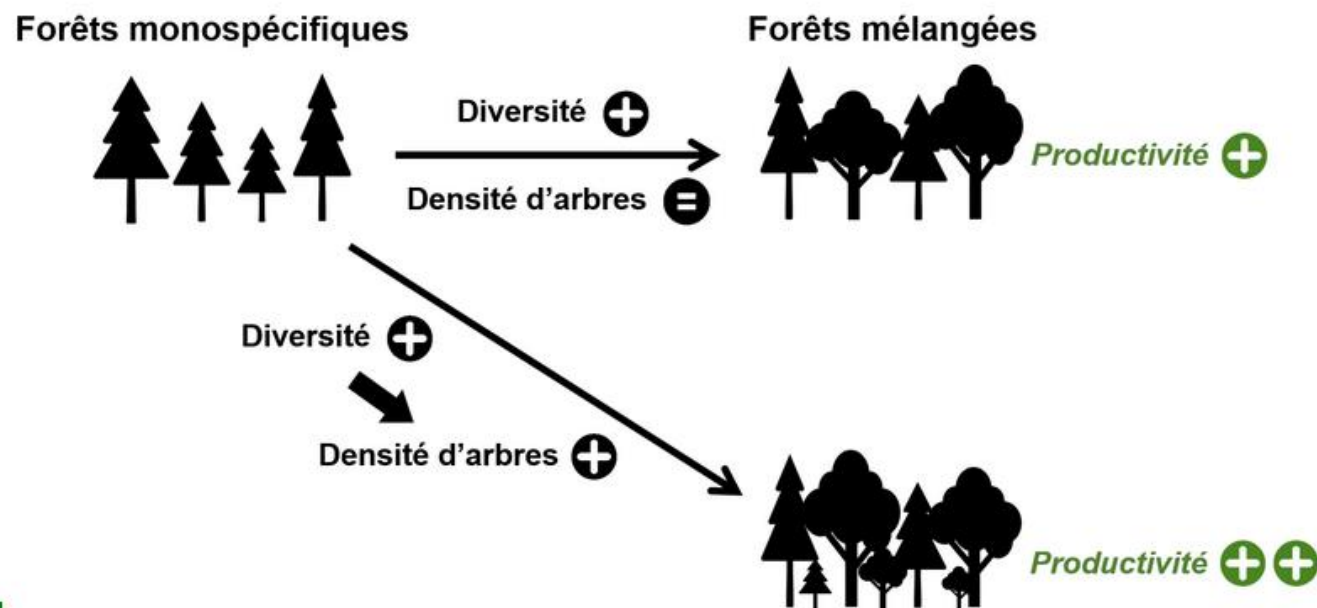 Forêts monospécifiques
Forêts mélangées
Diversité +
Densité d'arbres =
Productivité +
Diversité +
Densité d'arbres +
Productivité + +